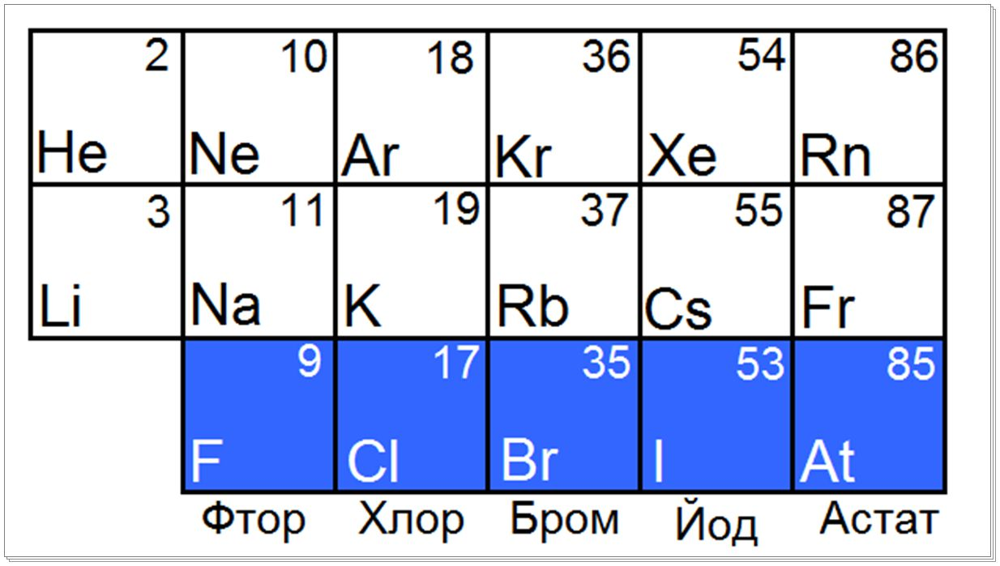 2 10 18 36 54 86
He Ne Ar Kr Xe Rn
3 11 19 37 55 87
Li Na K Rb Cs Fr
9 17 35 53 85
F Cl Br I At
Фтор Хлор Бром Йод Астат